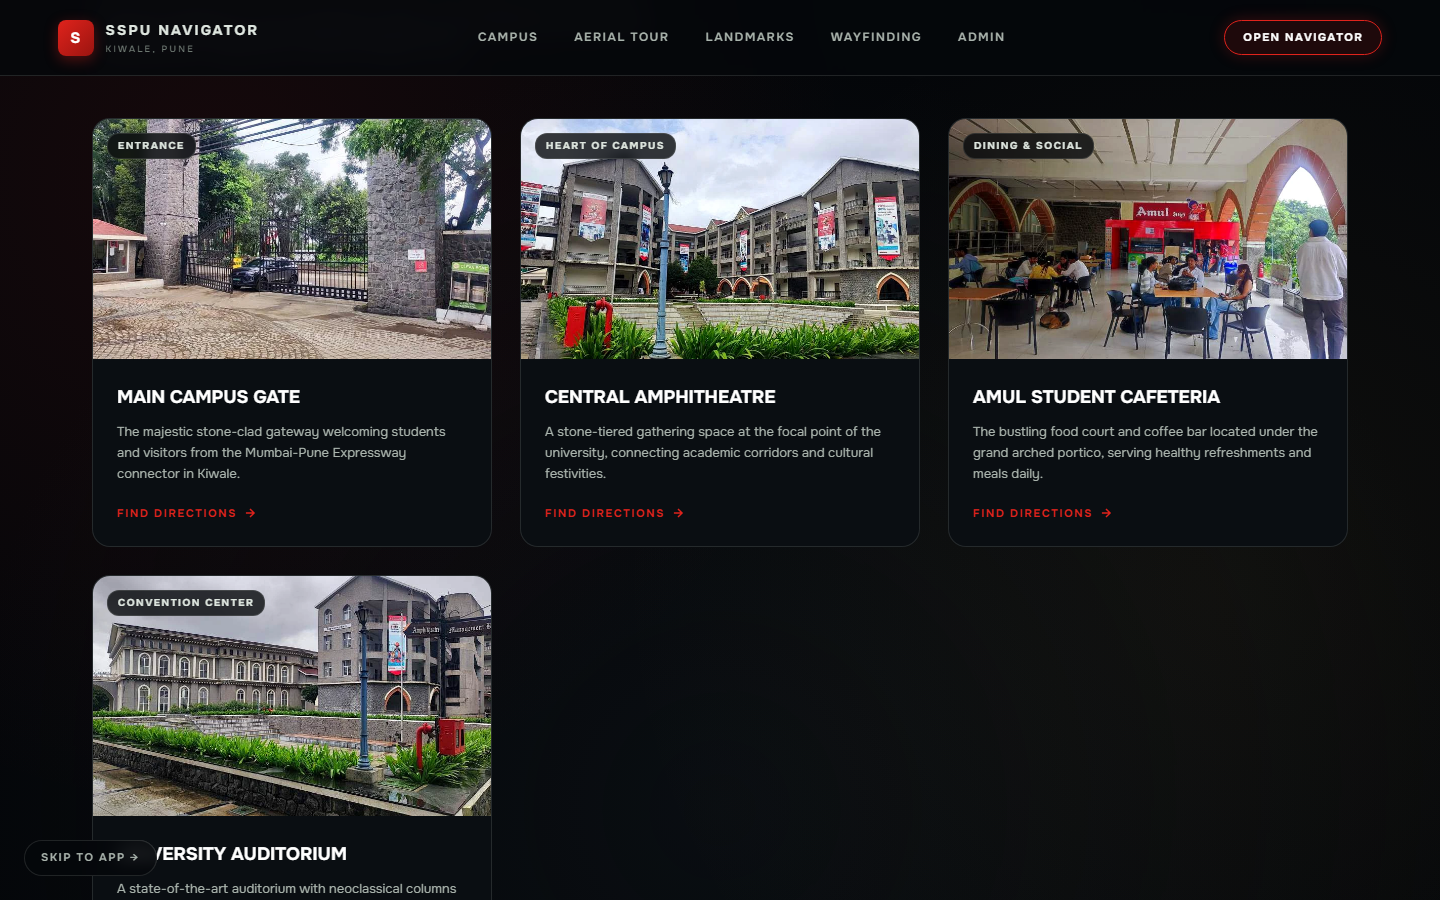 S
SSPU NAVIGATOR
KIWALE, PUNE
CAMPUS
AERIAL TOUR
LANDMARKS
WAYFINDING
ADMIN
OPEN NAVIGATOR
ENTRANCE
HEART OF CAMPUS
DINING & SOCIAL
Amul
MAIN CAMPUS GATE
The majestic stone-clad gateway welcoming students
and visitors from the Mumbai-Pune Expressway
connector in Kiwale.
FIND DIRECTIONS →
CENTRAL AMPHITHEATRE
A stone-tiered gathering space at the focal point of the
university, connecting academic corridors and cultural
festivities.
FIND DIRECTIONS →
AMUL STUDENT CAFETERIA
The bustling food court and coffee bar located under the
grand arched portico, serving healthy refreshments and
meals daily.
FIND DIRECTIONS →
CONVENTION CENTER
SKIP TO APP →
VERSITY AUDITORIUM
A state-of-the-art auditorium with neoclassical columns